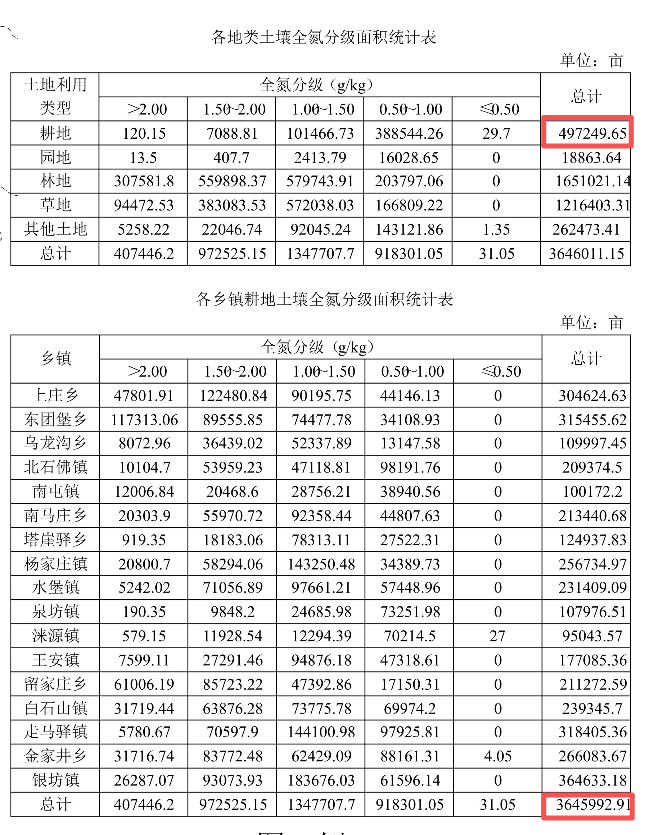 各地类土壤全氮分级面积统计表
单位：亩
土地利用类型 全氮分级（g/kg） 总计
>2.00 1.50~2.00 1.00~1.50 0.50~1.00 ≤0.50
耕地 120.15 7088.81 101466.73 388544.26 29.7 497249.65
园地 13.5 407.7 2413.79 16028.65 0 18863.64
林地 307581.8 559898.37 579743.91 203797.06 0 1651021.14
草地 94472.53 383083.53 572038.03 166809.22 0 1216403.31
其他土地 5258.22 22046.74 92045.24 143121.86 1.35 262473.41
总计 407446.2 972525.15 1347707.7 918301.05 31.05 3646011.15
各乡镇耕地土壤全氮分级面积统计表
单位：亩
乡镇 全氮分级（g/kg） 总计
>2.00 1.50~2.00 1.00~1.50 0.50~1.00 ≤0.50
上庄乡 47801.91 122480.84 90195.75 44146.13 0 304624.63
东团堡乡 117313.06 89555.85 74477.78 34108.93 0 315455.62
乌龙沟乡 8072.96 36439.02 52337.89 13147.58 0 109997.45
北石佛镇 10104.7 53959.23 47118.81 98191.76 0 209374.5
南屯镇 12006.84 20468.6 28756.21 38940.56 0 100172.2
南马庄乡 20303.9 55970.72 92358.44 44807.63 0 213440.68
塔崖驿乡 919.35 18183.06 78313.11 27522.31 0 124937.83
杨家庄镇 20800.7 58294.06 143250.48 34389.73 0 256734.97
水堡镇 5242.02 71056.89 97661.21 57448.96 0 231409.09
泉坊镇 190.35 9848.2 24685.98 73251.98 0 107976.51
涞源镇 579.15 11928.54 12294.39 70214.5 27 95043.57
王安镇 7599.11 27291.46 94876.18 47318.61 0 177085.36
留家庄乡 61006.19 85723.22 47392.86 17150.31 0 211272.59
白石山镇 31719.44 63876.28 73775.78 69974.2 0 239345.7
走马驿镇 5780.67 70597.9 144100.98 97925.81 0 318405.36
金家井乡 31716.74 83772.48 62429.09 88161.31 4.05 266083.67
银坊镇 26287.07 93073.93 183676.03 61596.14 0 364633.18
总计 407446.2 972525.15 1347707.7 918301.05 31.05 3645992.91